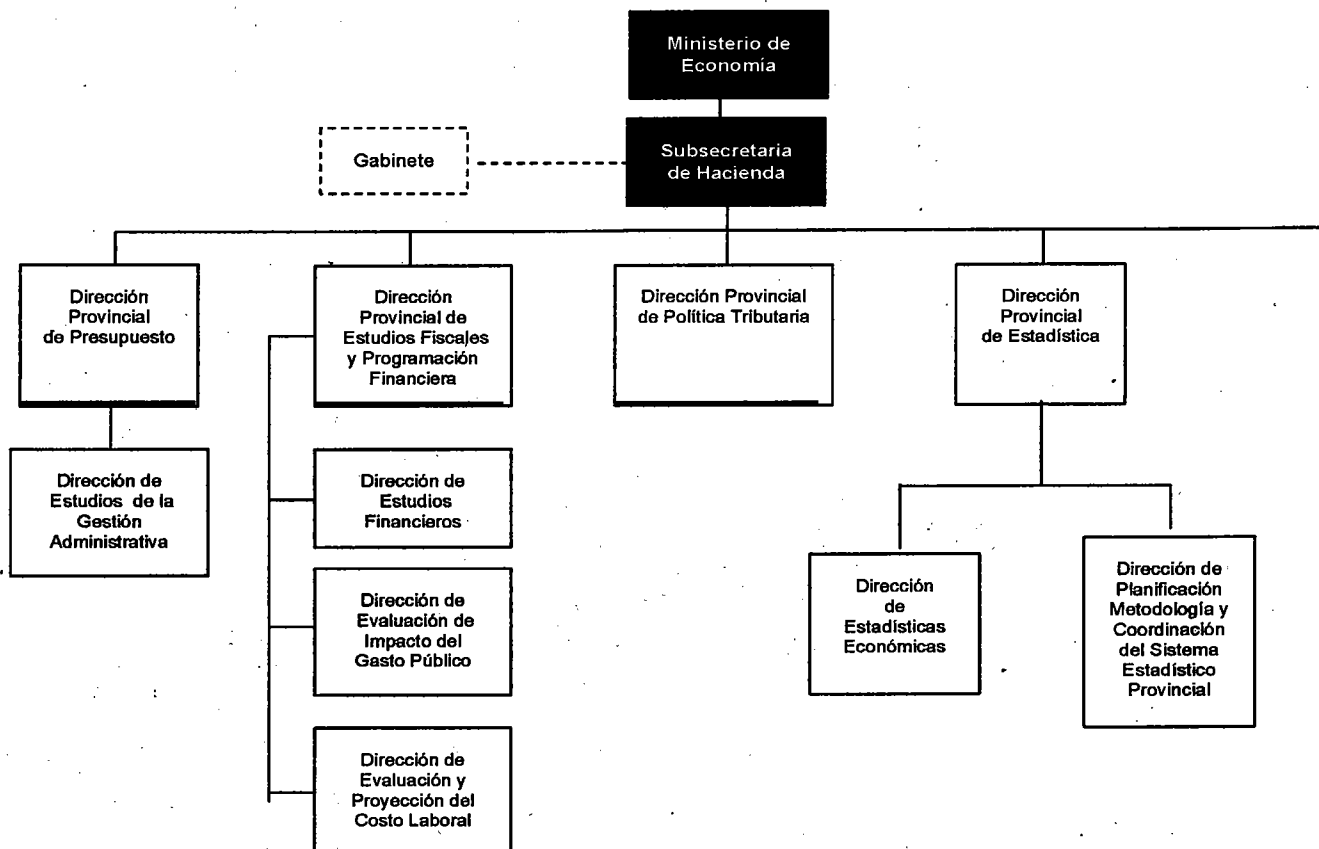 Ministerio de
Economía
Subsecretaria
de Hacienda
Gabinete
Dirección
Provincial
de Presupuesto
Dirección
Provincial de
Estudios Fiscales
y Programación
Financiera
Dirección Provincial
de Política Tributaria
Dirección
Provincial
de Estadística
Dirección de
Estudios de la
Gestión
Administrativa
Dirección de
Estudios
Financieros
Dirección de
Evaluación de
Impacto del
Gasto Público
Dirección de
Evaluación y
Proyección del
Costo Laboral
Dirección
de
Estadísticas
Económicas
Dirección de
Planificación
Metodología y
Coordinación
del Sistema
Estadístico
Provincial